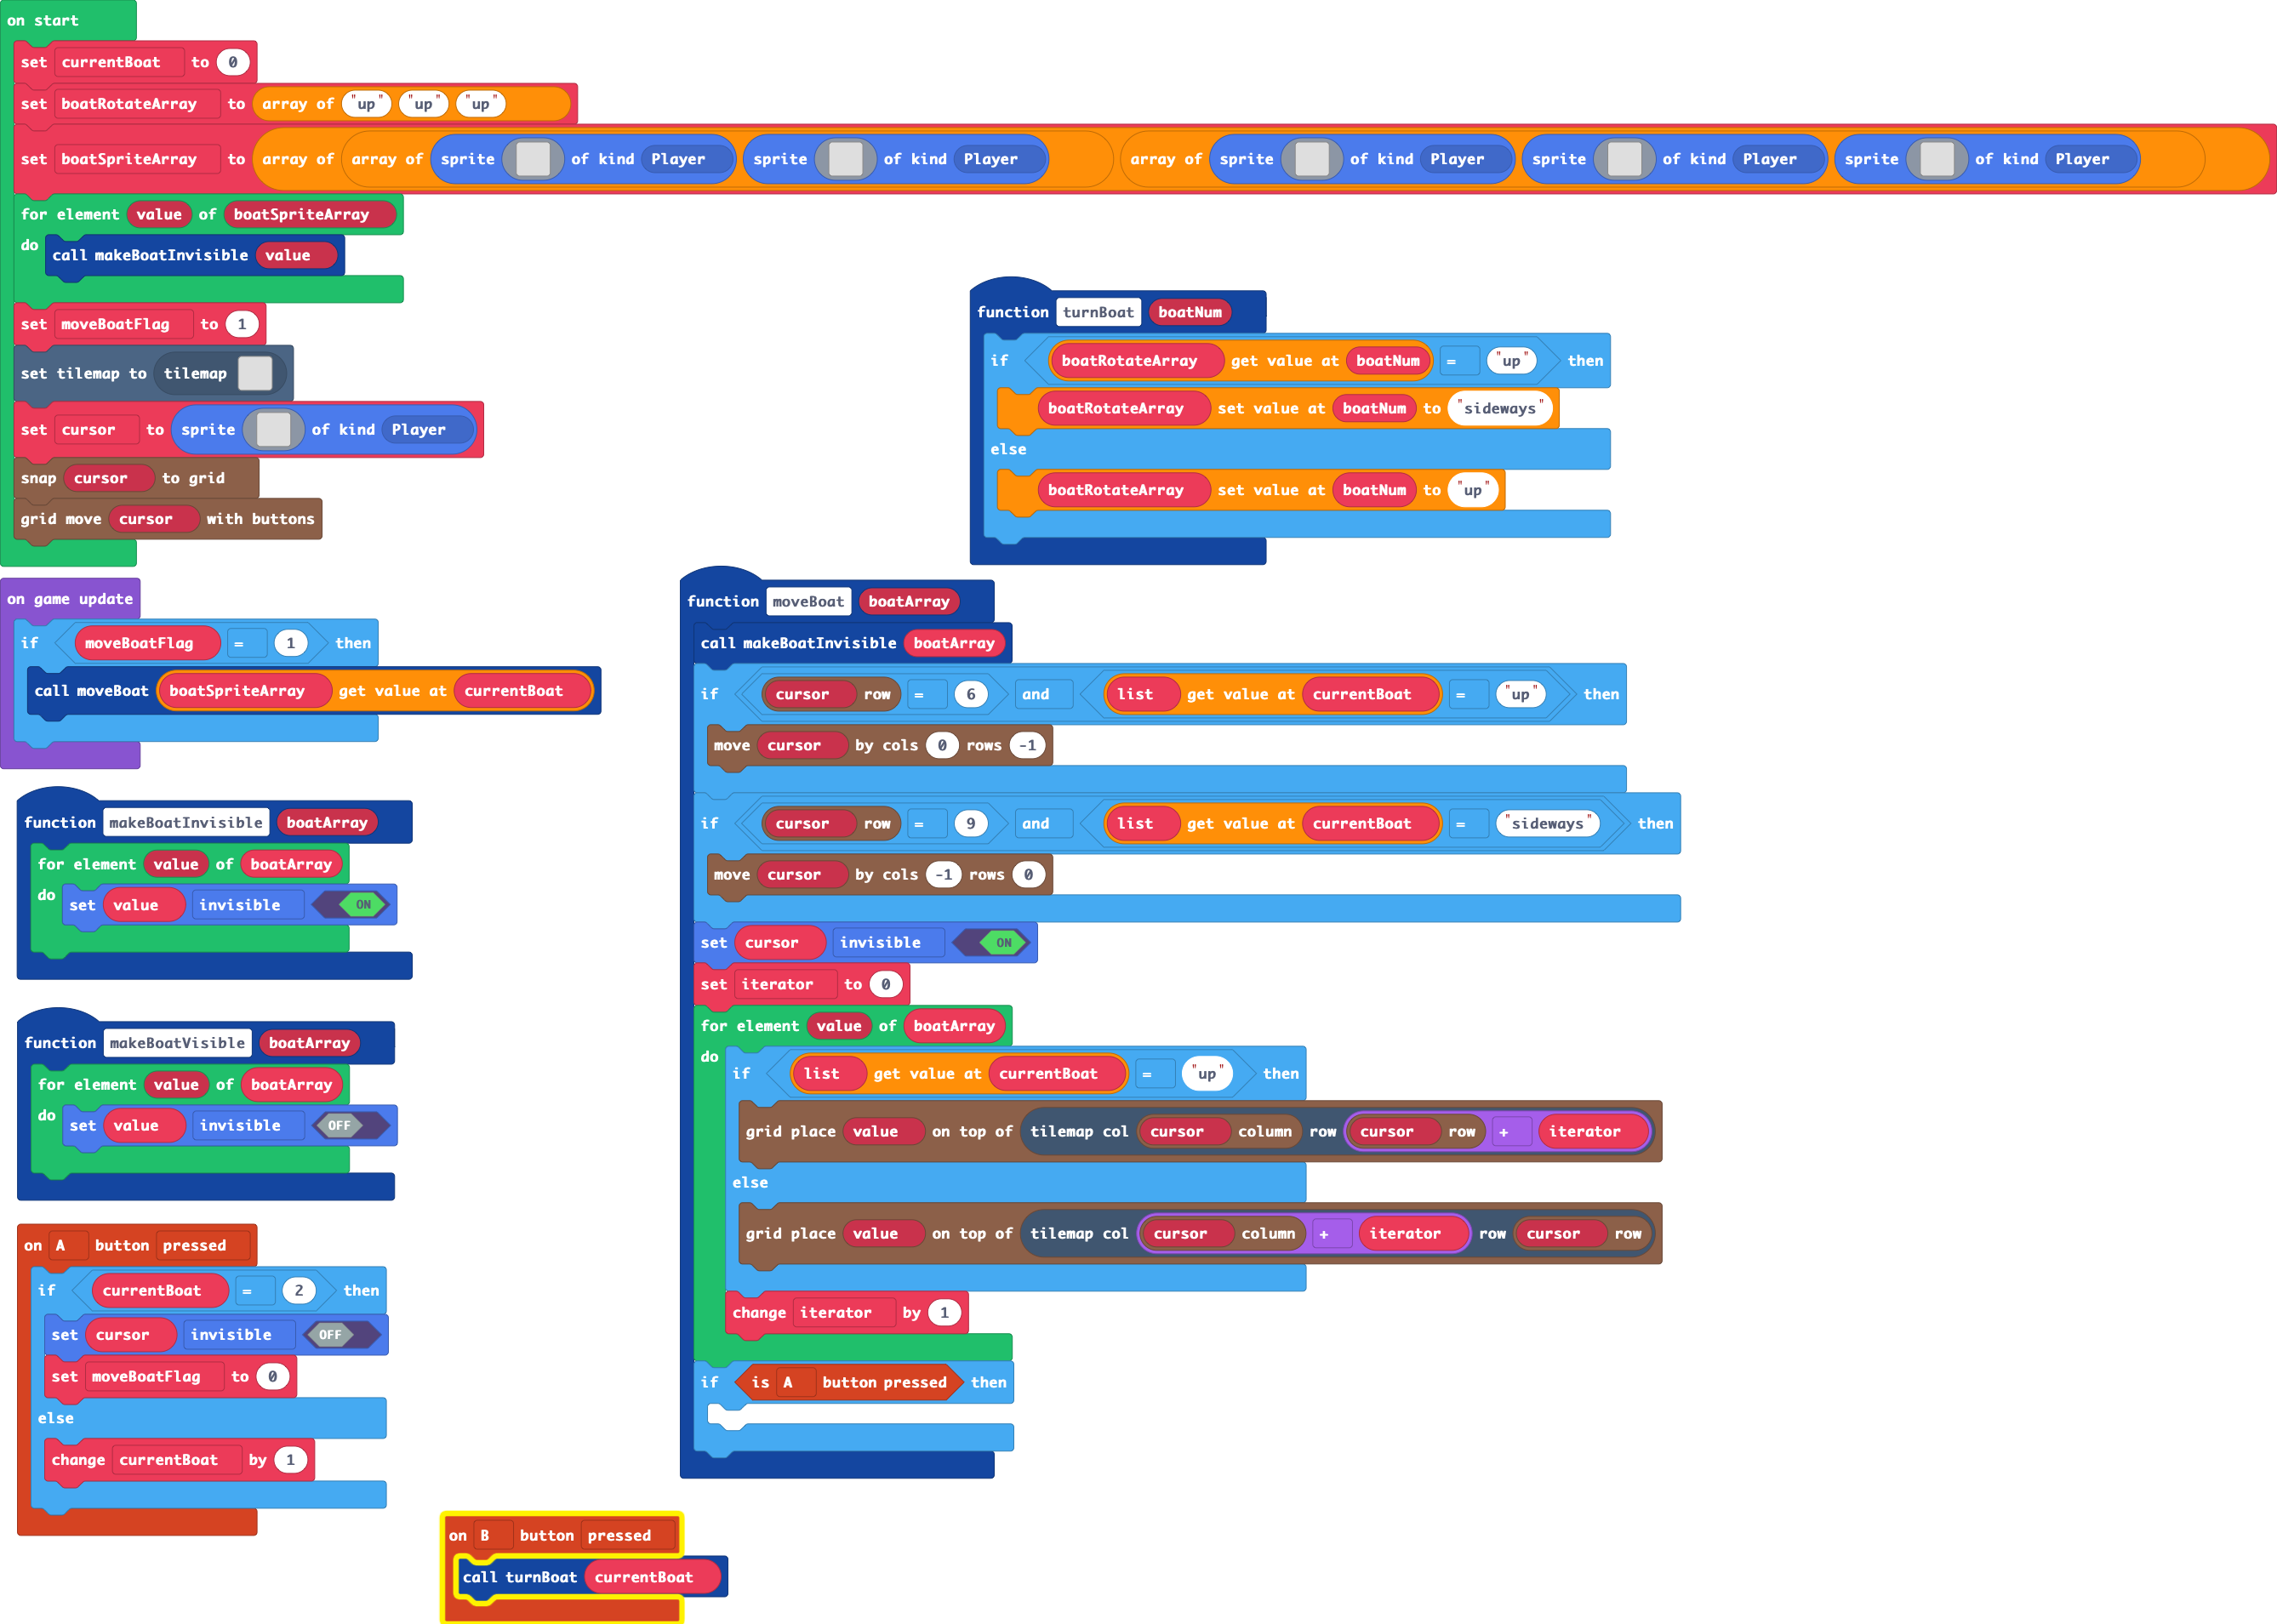 on start
set currentBoat to 0
set boatRotateArray to array of "up" "up" "up"
set boatSpriteArray to array of array of sprite of kind Player sprite of kind Player array of sprite of kind Player sprite of kind Player sprite of kind Player
for element value of boatSpriteArray
do call makeBoatInvisible value
set moveBoatFlag to 1
set tilemap to tilemap
set cursor to sprite of kind Player
snap cursor to grid
grid move cursor with buttons
function turnBoat boatNum
if boatRotateArray get value at boatNum = "up" then
boatRotateArray set value at boatNum to "sideways"
else
boatRotateArray set value at boatNum to "up"
on game update
if moveBoatFlag = 1 then
call moveBoat boatSpriteArray get value at currentBoat
function makeBoatInvisible boatArray
for element value of boatArray
do set value invisible ON
function makeBoatVisible boatArray
for element value of boatArray
do set value invisible OFF
on A button pressed
if currentBoat = 2 then
set cursor invisible OFF
set moveBoatFlag to 0
else
change currentBoat by 1
function moveBoat boatArray
call makeBoatInvisible boatArray
if cursor row = 6 and list get value at currentBoat = "up" then
move cursor by cols 0 rows -1
if cursor row = 9 and list get value at currentBoat = "sideways" then
move cursor by cols -1 rows 0
set cursor invisible ON
set iterator to 0
for element value of boatArray
do if list get value at currentBoat = "up" then
grid place value on top of tilemap col cursor column row cursor row + iterator
else
grid place value on top of tilemap col cursor column + iterator row cursor row
change iterator by 1
if is A button pressed then
on B button pressed
call turnBoat currentBoat